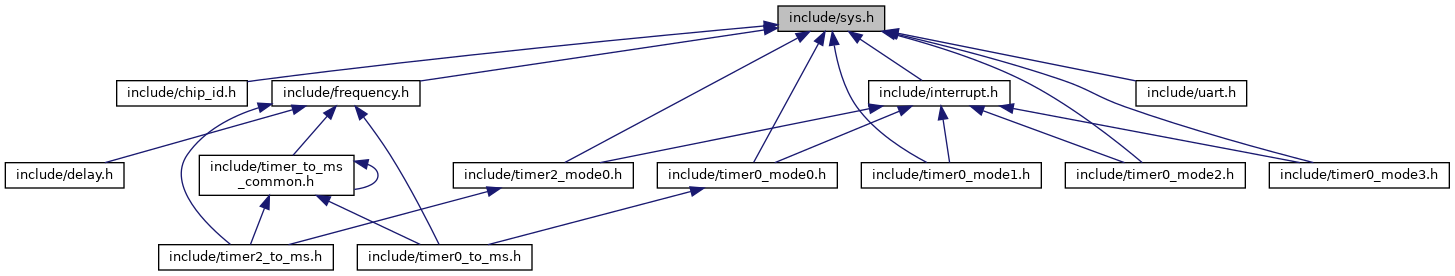 include/sys.h
include/chip_id.h
include/frequency.h
include/interrupt.h
include/uart.h
include/delay.h
include/timer_to_ms
_common.h
include/timer2_mode0.h
include/timer0_mode0.h
include/timer0_mode1.h
include/timer0_mode2.h
include/timer0_mode3.h
include/timer2_to_ms.h
include/timer0_to_ms.h